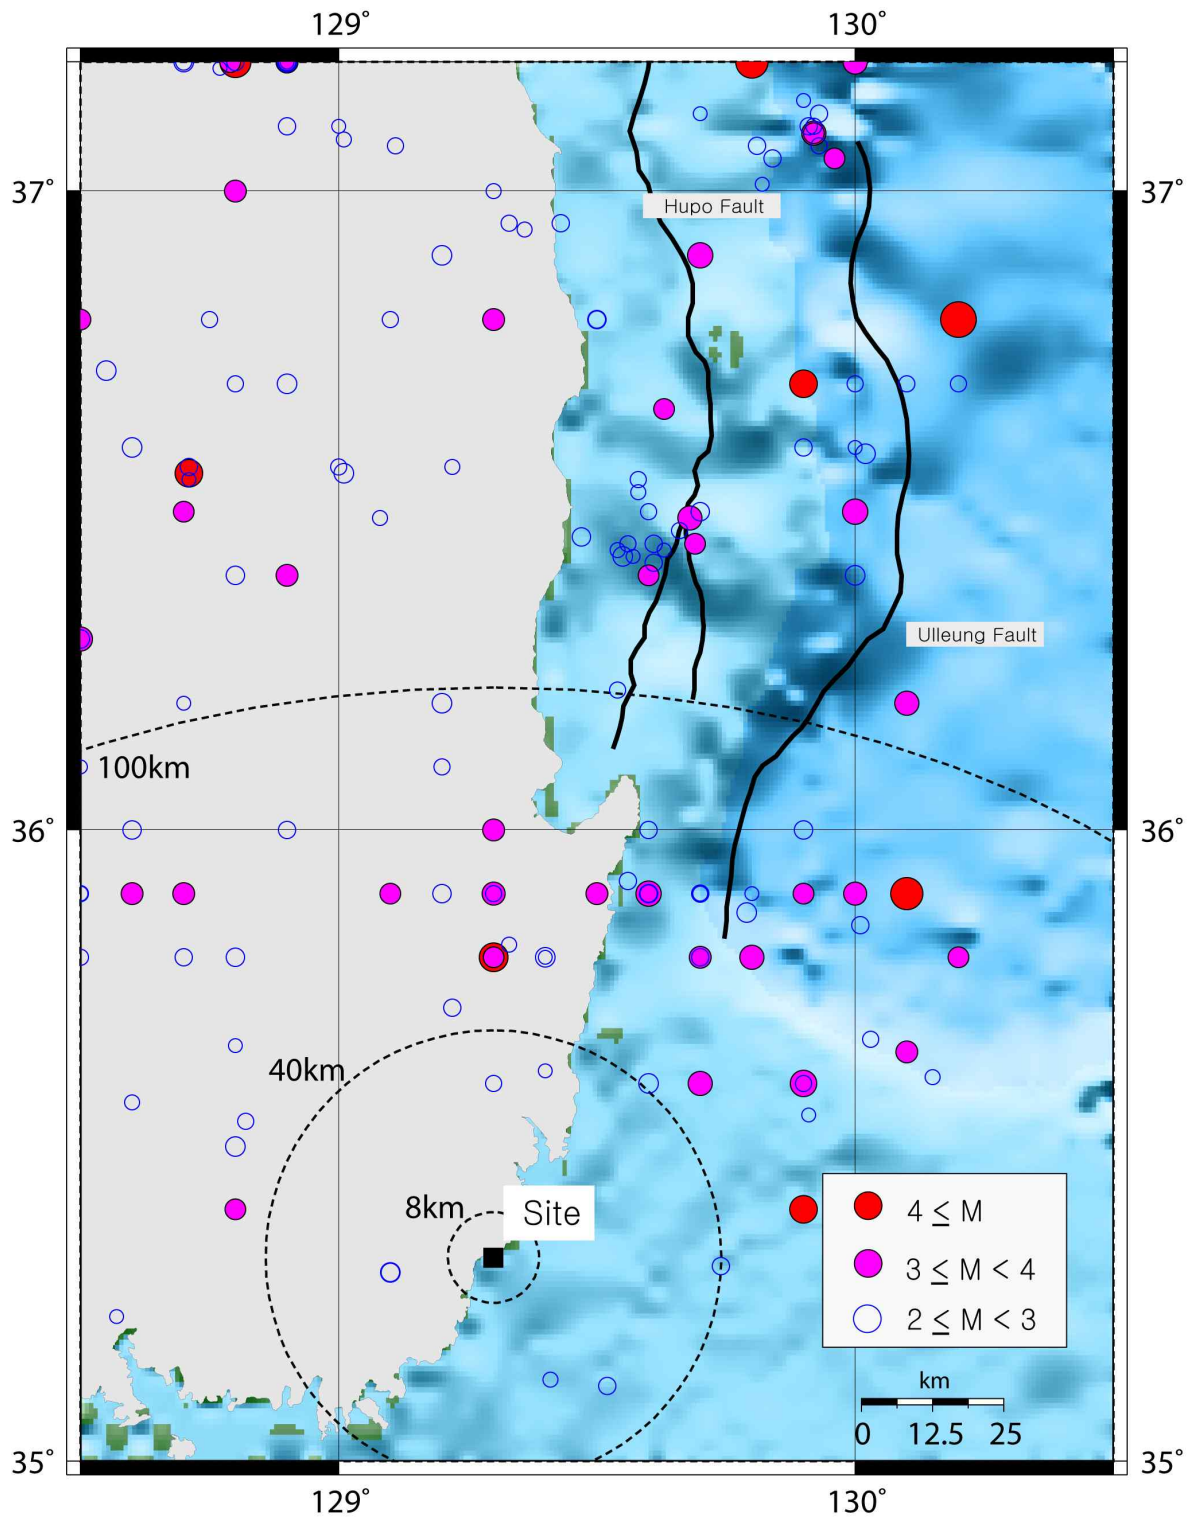 129° 130°
37° 37°
Hupo Fault
Ulleung Fault
100km
36° 36°
40km
8km Site
4 ≤ M
3 ≤ M < 4
2 ≤ M < 3
km
0 12.5 25
35° 35°
129° 130°